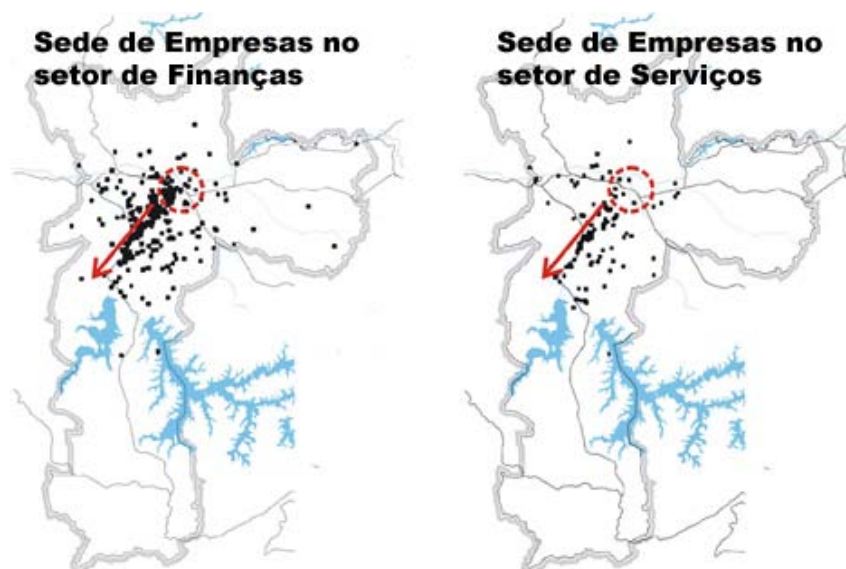 Sede de Empresas no
setor de Finanças
Sede de Empresas no
setor de Serviços